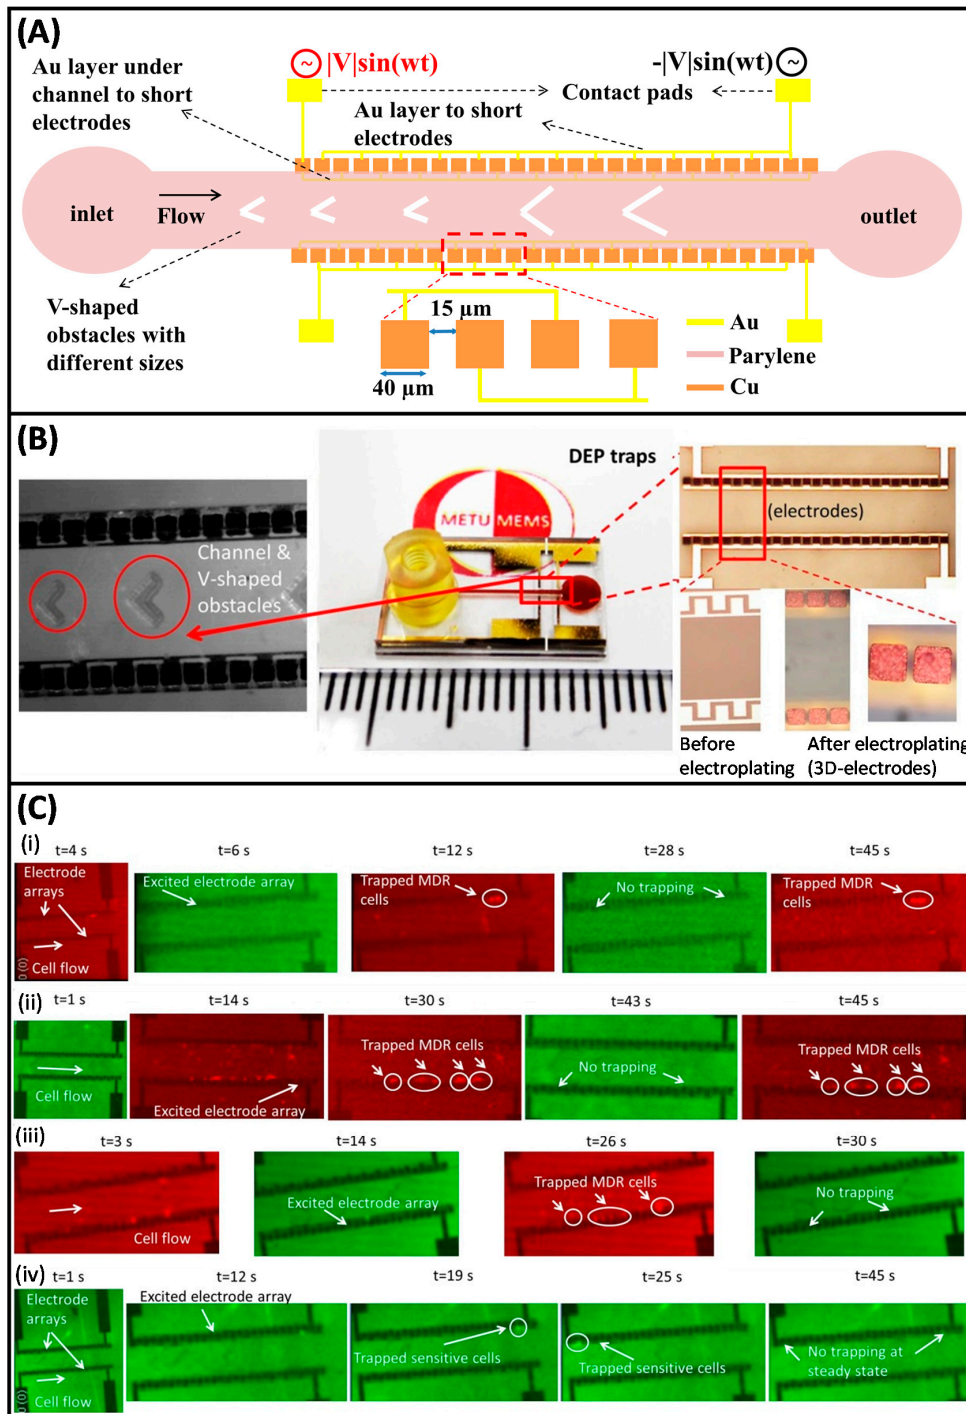 (A)
Au layer under
channel to short
electrodes
|V|sin(wt)
-|V|sin(wt)
Contact pads
Au layer to short
electrodes
inlet
Flow
outlet
V-shaped
obstacles with
different sizes
15 μm
40 μm
Au
Parylene
Cu
(B)
Channel &
V-shaped
obstacles
METU MEMS
DEP traps
(electrodes)
Before
electroplating
After electroplating
(3D-electrodes)
(C)
(i)
t=4 s
t=6 s
t=12 s
t=28 s
t=45 s
Electrode
arrays
Cell flow
Excited electrode array
Trapped MDR
cells
No trapping
Trapped MDR
cells
(ii)
t=1 s
t=14 s
t=30 s
t=43 s
t=45 s
Cell flow
Excited electrode array
Trapped MDR cells
No trapping
Trapped MDR cells
(iii)
t=3 s
t=14 s
t=26 s
t=30 s
Cell flow
Excited electrode array
Trapped MDR cells
No trapping
(iv)
t=1 s
t=12 s
t=19 s
t=25 s
t=45 s
Electrode
arrays
Cell flow
Excited electrode array
Trapped sensitive cells
Trapped sensitive cells
No trapping at
steady state